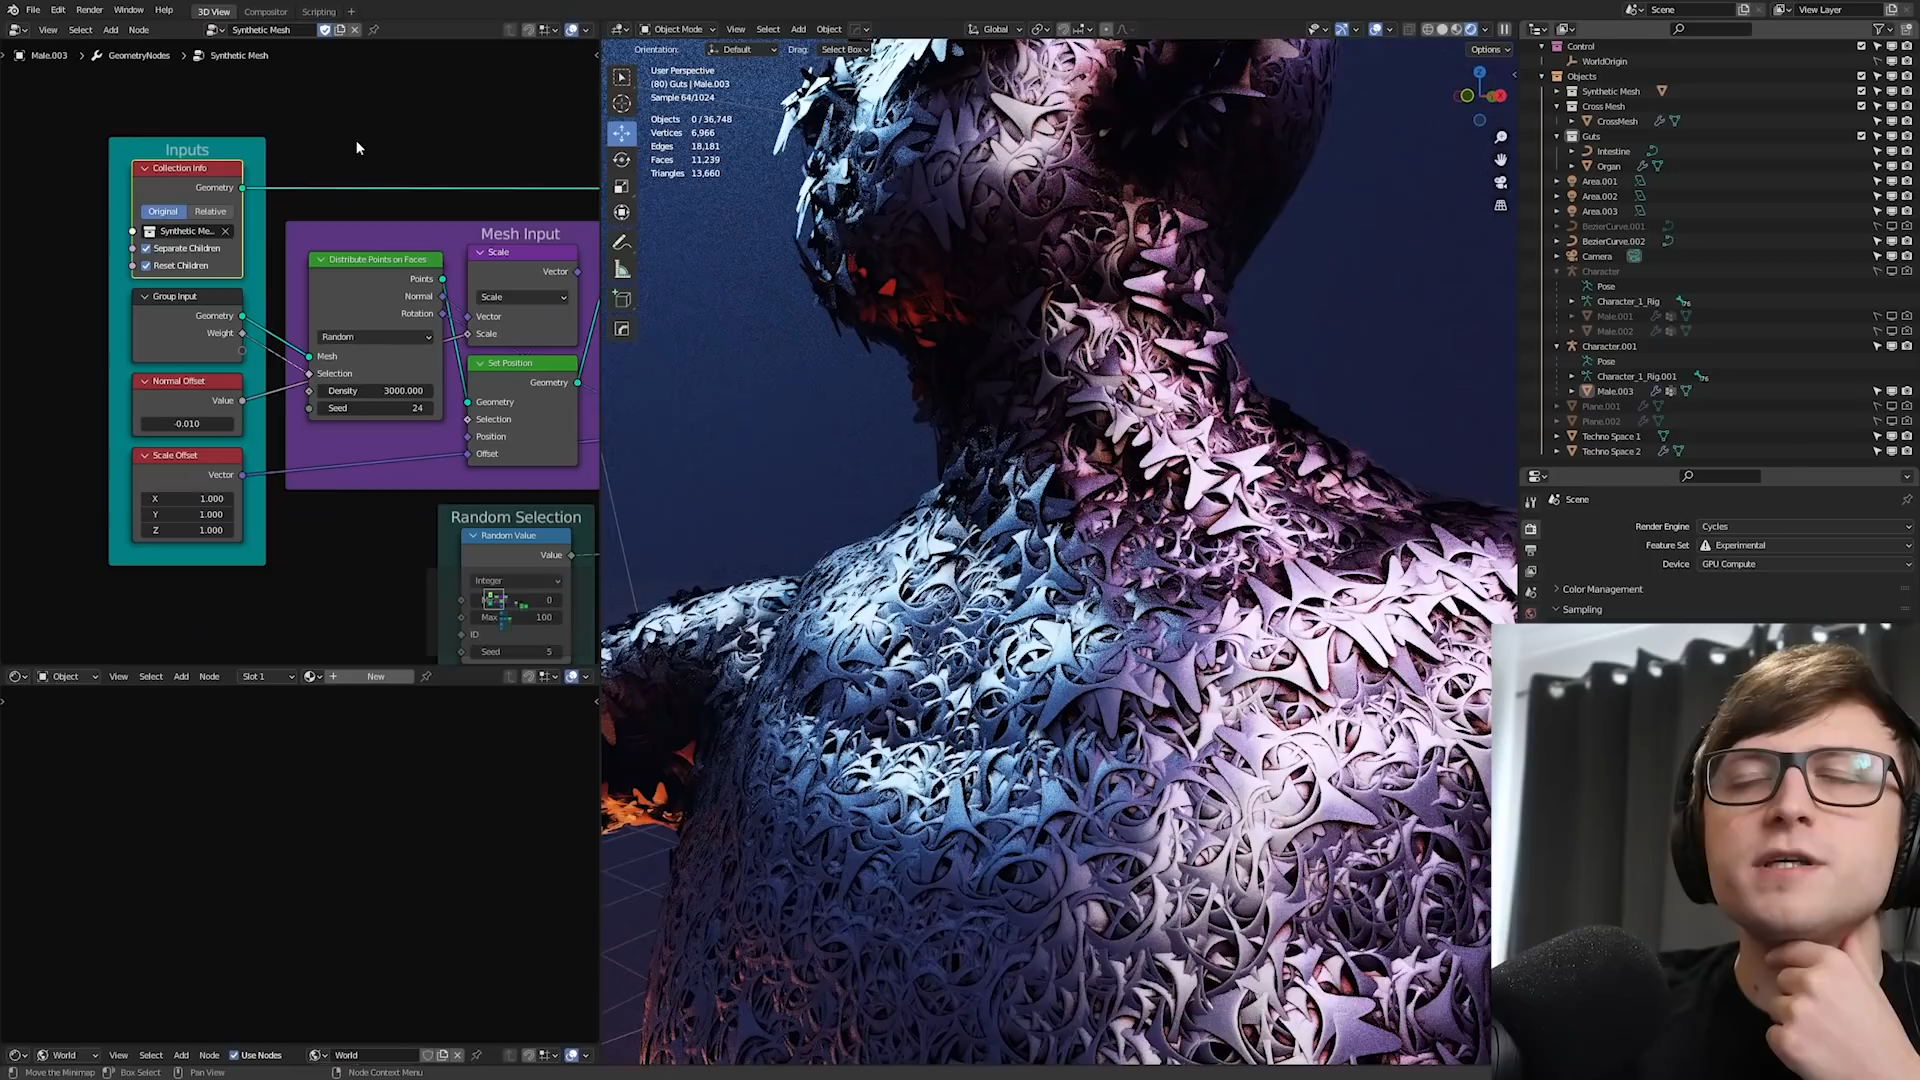 File Edit Render Window Help 3D View Compositor Scripting Scene View Layer
View Select Add Node Synthetic Mesh
Object Mode View Select Add Object Global
Male.003 GeometryNodes Synthetic Mesh
Orientation: Default Drag: Select Box Options
User Perspective
(80) Guts | Male.003
Sample 64/1024
Objects 0 / 36,748
Vertices 6,966
Edges 18,181
Faces 11,239
Triangles 13,660
Inputs
Collection Info
Geometry
Original Relative
Synthetic Me...
Separate Children
Reset Children
Group Input
Geometry
Weight
Normal Offset
Value
-0.010
Scale Offset
Vector
X 1.000
Y 1.000
Z 1.000
Mesh Input
Distribute Points on Faces
Points
Normal
Rotation
Random
Mesh
Selection
Density 3000.000
Seed 24
Scale
Vector
Scale
Vector
Scale
Set Position
Geometry
Geometry
Selection
Position
Offset
Random Selection
Random Value
Value
Integer
0
Max 100
ID
Seed 5
Object View Select Add Node Slot 1 New
World View Select Add Node Use Nodes World
Move the Minimap Box Select Pan View Node Context Menu
Control
WorldOrigin
Objects
Synthetic Mesh
Cross Mesh
CrossMesh
Guts
Intestine
Organ
Area.001
Area.002
Area.003
BezierCurve.001
BezierCurve.002
Camera
Character
Pose
Character_1_Rig
Male.001
Male.002
Character.001
Pose
Character_1_Rig.001
Male.003
Plane.001
Plane.002
Techno Space 1
Techno Space 2
Scene
Render Engine Cycles
Feature Set Experimental
Device GPU Compute
Color Management
Sampling